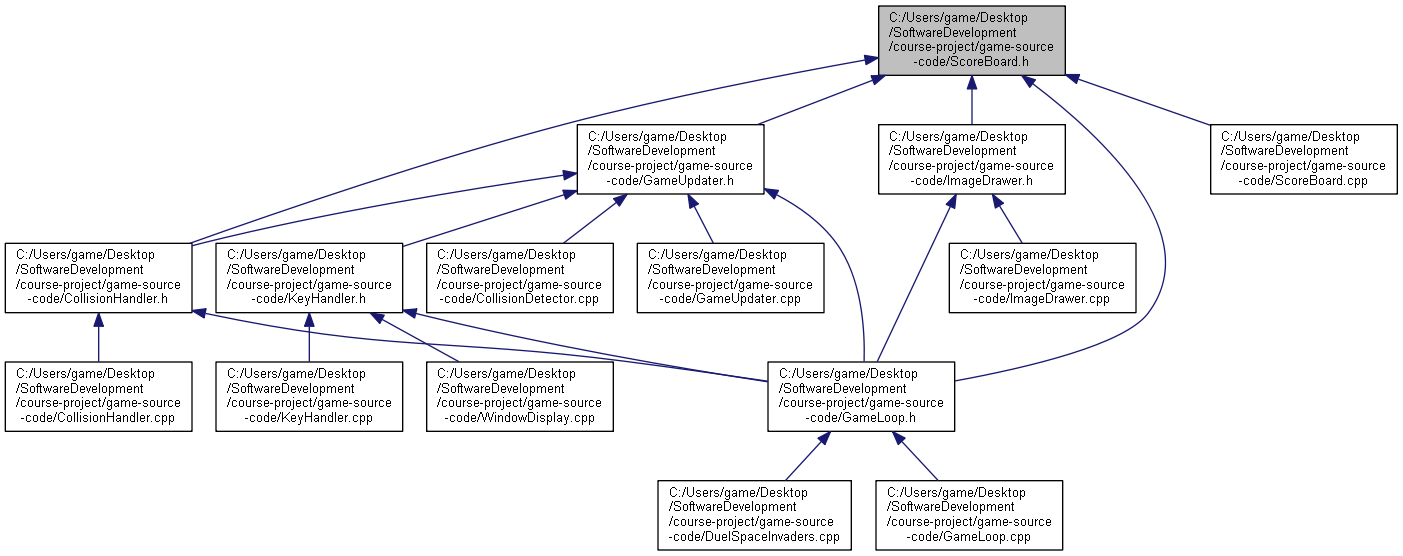 C:/Users/game/Desktop
/SoftwareDevelopment
/course-project/game-source
-code/ScoreBoard.h
C:/Users/game/Desktop
/SoftwareDevelopment
/course-project/game-source
-code/GameUpdater.h
C:/Users/game/Desktop
/SoftwareDevelopment
/course-project/game-source
-code/ImageDrawer.h
C:/Users/game/Desktop
/SoftwareDevelopment
/course-project/game-source
-code/ScoreBoard.cpp
C:/Users/game/Desktop
/SoftwareDevelopment
/course-project/game-source
-code/CollisionHandler.h
C:/Users/game/Desktop
/SoftwareDevelopment
/course-project/game-source
-code/KeyHandler.h
C:/Users/game/Desktop
/SoftwareDevelopment
/course-project/game-source
-code/CollisionDetector.cpp
C:/Users/game/Desktop
/SoftwareDevelopment
/course-project/game-source
-code/GameUpdater.cpp
C:/Users/game/Desktop
/SoftwareDevelopment
/course-project/game-source
-code/ImageDrawer.cpp
C:/Users/game/Desktop
/SoftwareDevelopment
/course-project/game-source
-code/CollisionHandler.cpp
C:/Users/game/Desktop
/SoftwareDevelopment
/course-project/game-source
-code/KeyHandler.cpp
C:/Users/game/Desktop
/SoftwareDevelopment
/course-project/game-source
-code/WindowDisplay.cpp
C:/Users/game/Desktop
/SoftwareDevelopment
/course-project/game-source
-code/GameLoop.h
C:/Users/game/Desktop
/SoftwareDevelopment
/course-project/game-source
-code/DuelSpaceInvaders.cpp
C:/Users/game/Desktop
/SoftwareDevelopment
/course-project/game-source
-code/GameLoop.cpp